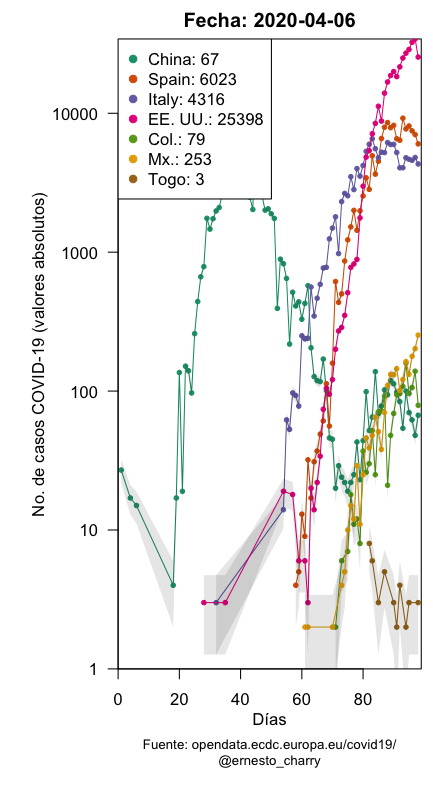 Fecha: 2020-04-06
China: 67
Spain: 6023
Italy: 4316
EE. UU.: 25398
Col.: 79
Mx.: 253
Togo: 3
No. de casos COVID-19 (valores absolutos)
10000
1000
100
10
1
0 20 40 60 80
Días
Fuente: opendata.ecdc.europa.eu/covid19/
@ernesto_charry